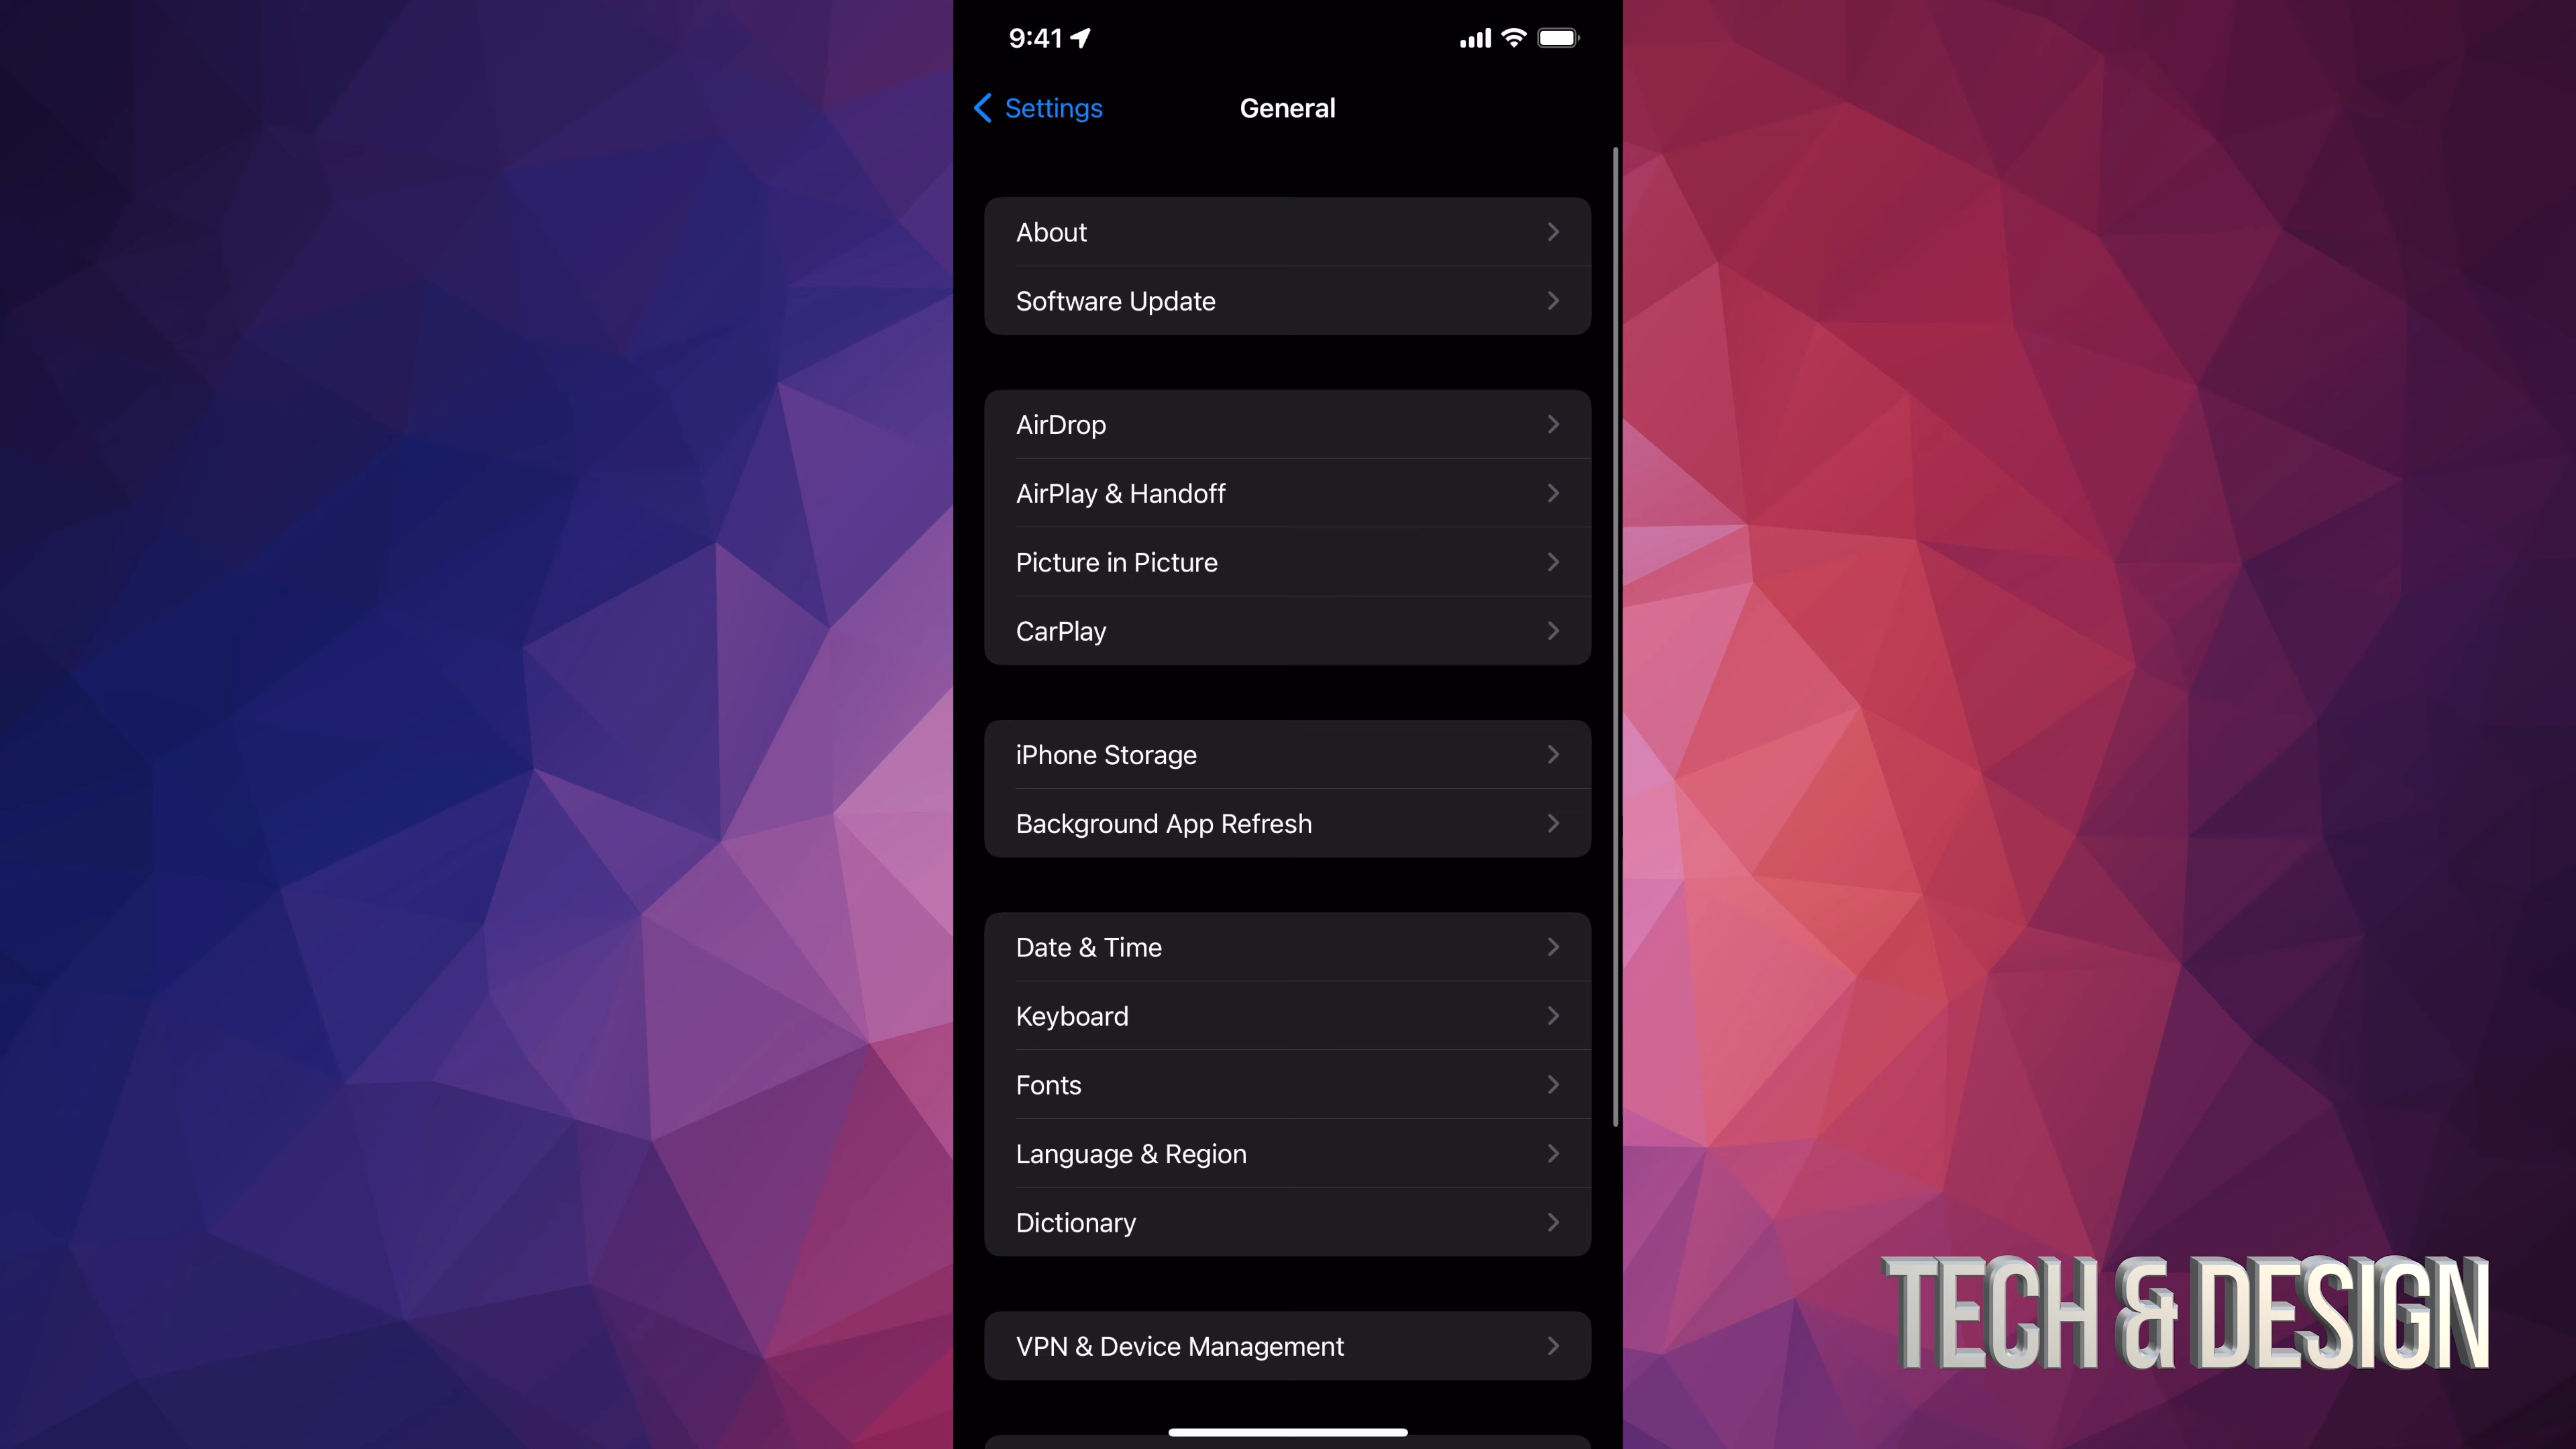 9:41
Settings
General
About
Software Update
AirDrop
AirPlay & Handoff
Picture in Picture
CarPlay
iPhone Storage
Background App Refresh
Date & Time
Keyboard
Fonts
Language & Region
Dictionary
VPN & Device Management
TECH & DESIGN